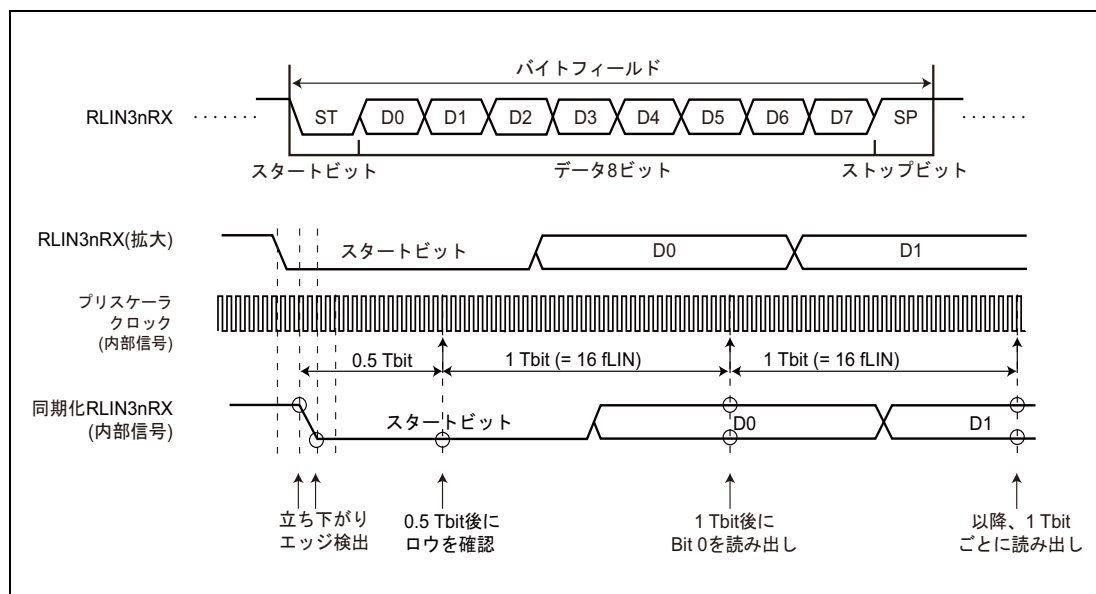 バイトフィールド
RLIN3nRX
ST D0 D1 D2 D3 D4 D5 D6 D7 SP
スタートビット データ8ビット ストップビット
RLIN3nRX(拡大)
スタートビット D0 D1
プリスケーラ
クロック
(内部信号)
0.5 Tbit 1 Tbit (= 16 fLIN) 1 Tbit (= 16 fLIN)
同期化RLIN3nRX
(内部信号)
スタートビット D0 D1
立ち下がり
エッジ検出
0.5 Tbit後に
ロウを確認
1 Tbit後に
Bit 0を読み出し
以降、1 Tbit
ごとに読み出し